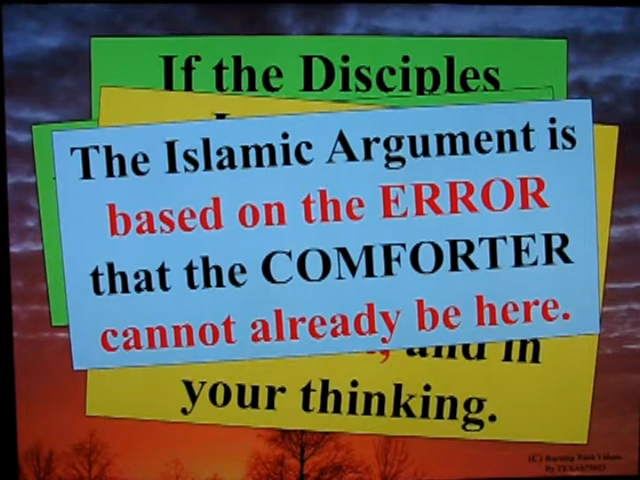 If the Disciples
The Islamic Argument is
based on the ERROR
that the COMFORTER
cannot already be here.
and in
your thinking.